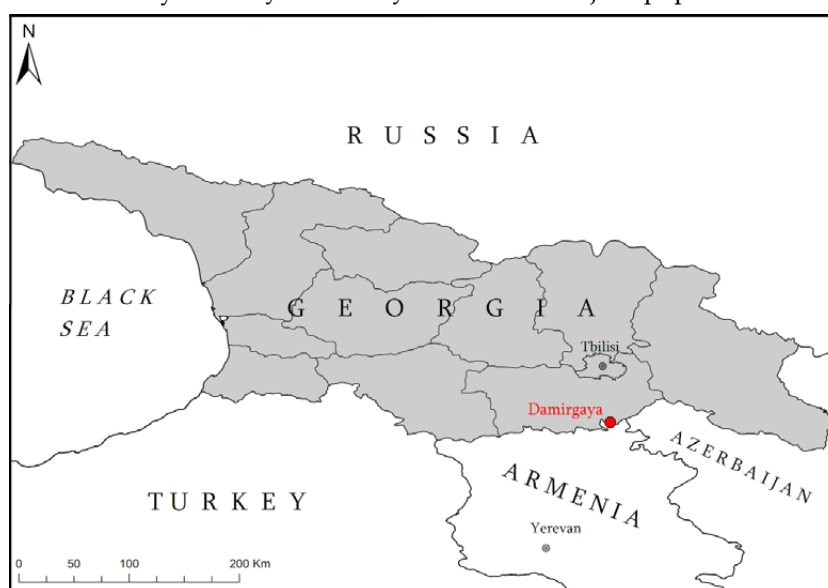 N
RUSSIA
BLACK
SEA
GEORGIA
Tbilisi
Damirgaya
AZERBAIJAN
ARMENIA
TURKEY
Yerevan
0 50 100 200 Km